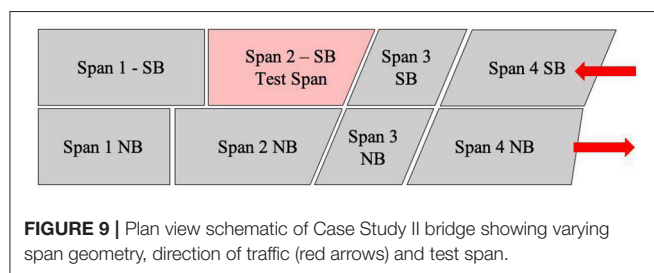 Span 1 - SB
Span 2 – SB
Test Span
Span 3
SB
Span 4 SB
Span 1 NB
Span 2 NB
Span 3
NB
Span 4 NB
FIGURE 9 | Plan view schematic of Case Study II bridge showing varying
span geometry, direction of traffic (red arrows) and test span.